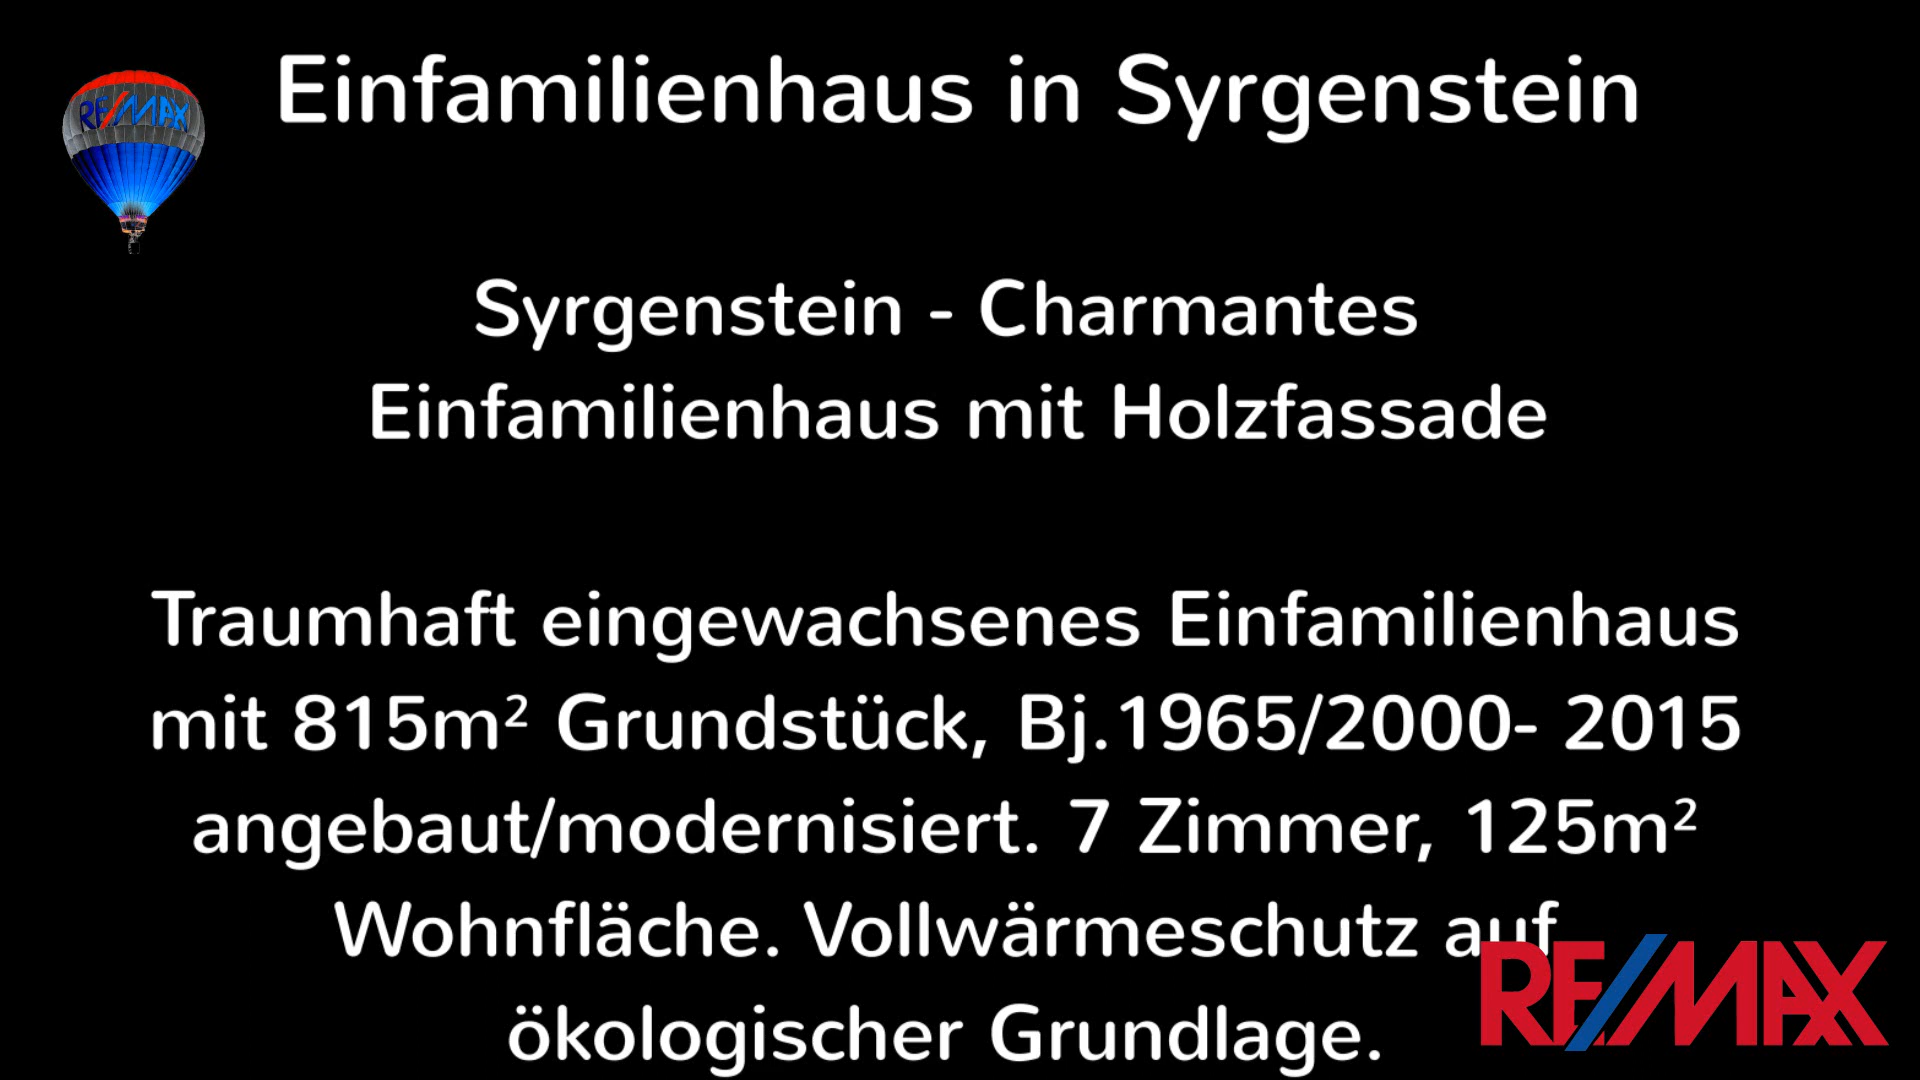 Einfamilienhaus in Syrgenstein
RE/MAX
Syrgenstein - Charmantes
Einfamilienhaus mit Holzfassade
Traumhaft eingewachsenes Einfamilienhaus
mit 815m² Grundstück, Bj.1965/2000- 2015
angebaut/modernisiert. 7 Zimmer, 125m²
Wohnfläche. Vollwärmeschutz auf
ökologischer Grundlage.
RE/MAX